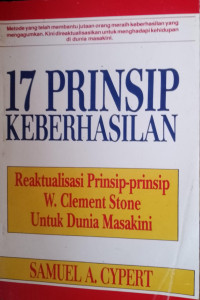 Metode yang telah membantu jutaan orang meraih keberhasilan yang
mengagumkan. Kini direaktualisasikan untuk menghadapi kehidupan
di dunia masakini.
17 PRINSIP
KEBERHASILAN
Reaktualisasi Prinsip-prinsip
W. Clement Stone
Untuk Dunia Masakini
SAMUEL A. CYPERT